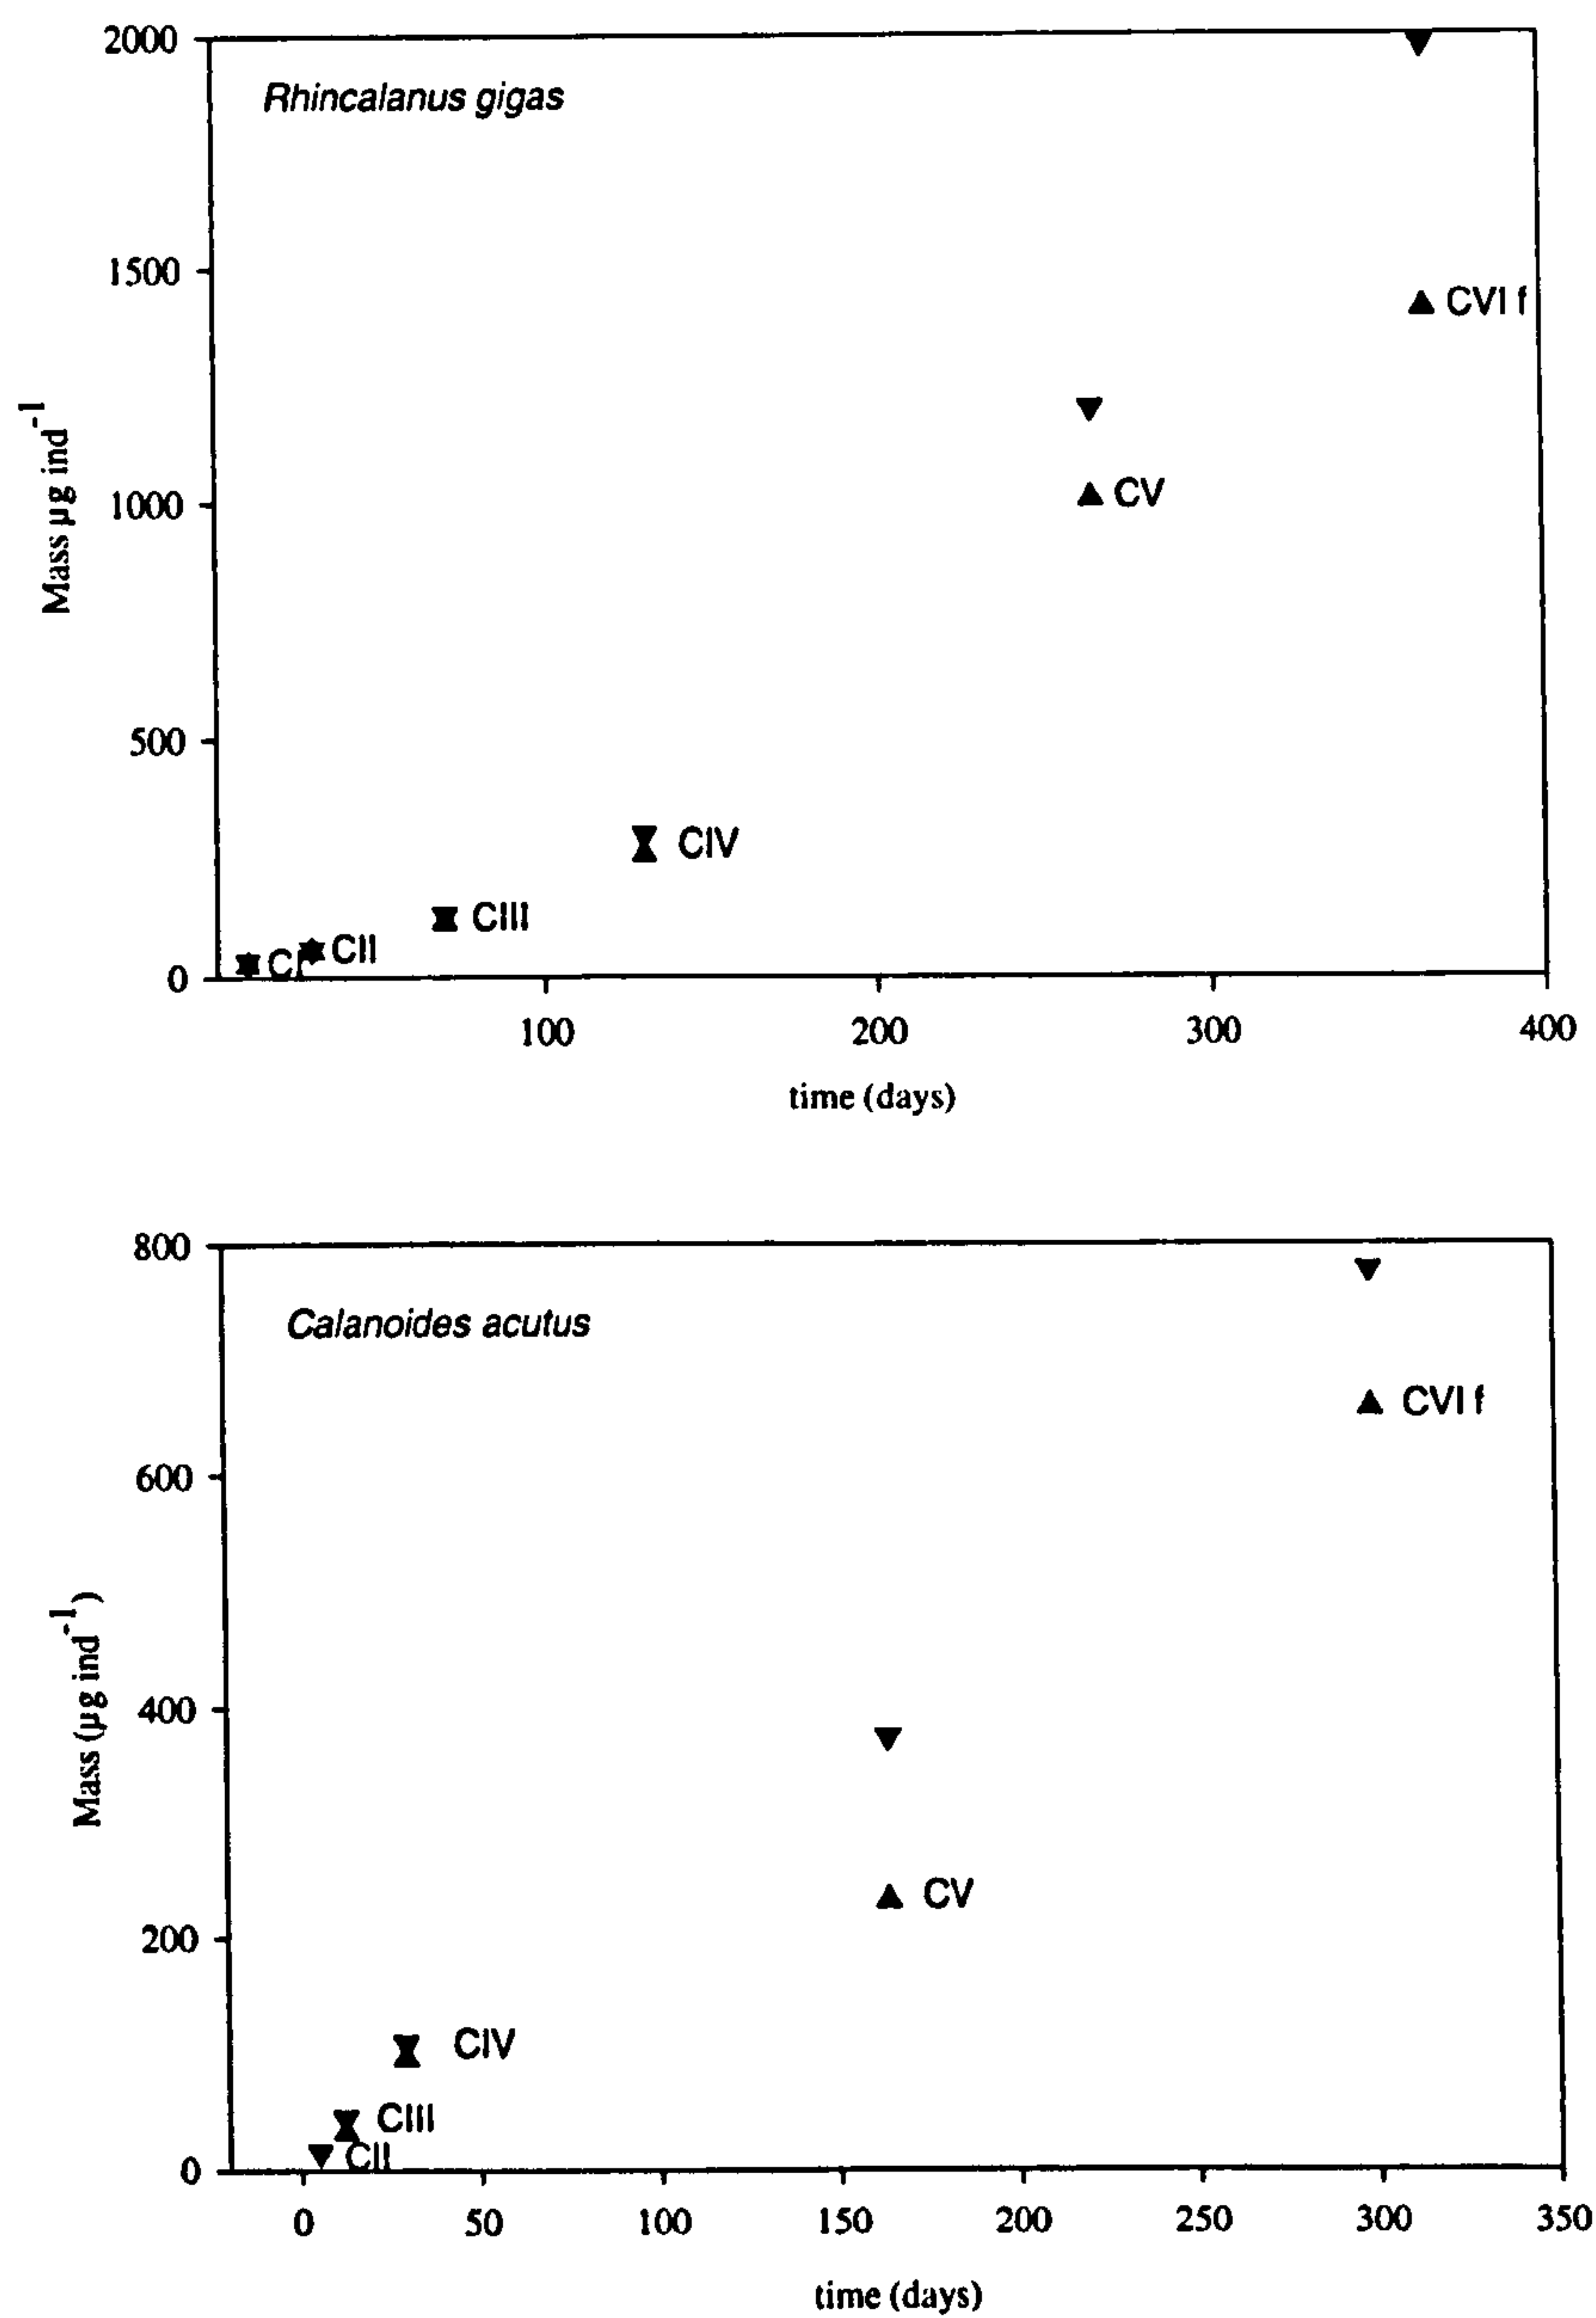 2000
Rhincalanus gigas
1500
CVI f
Mass µg ind-1
CV
1000
500
CIV
CIII
CII
CI
0
100 200 300 400
time (days)
800
Calanoides acutus
CVI f
600
Mass (µg ind-1)
400
CV
200
CIV
CIII
CII
0
0 50 100 150 200 250 300 350
time (days)